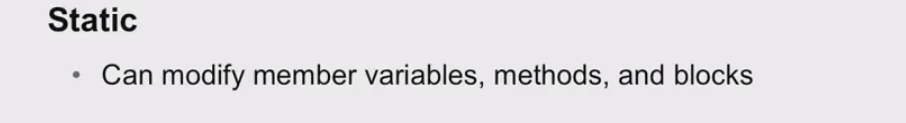 Static
• Can modify member variables, methods, and blocks